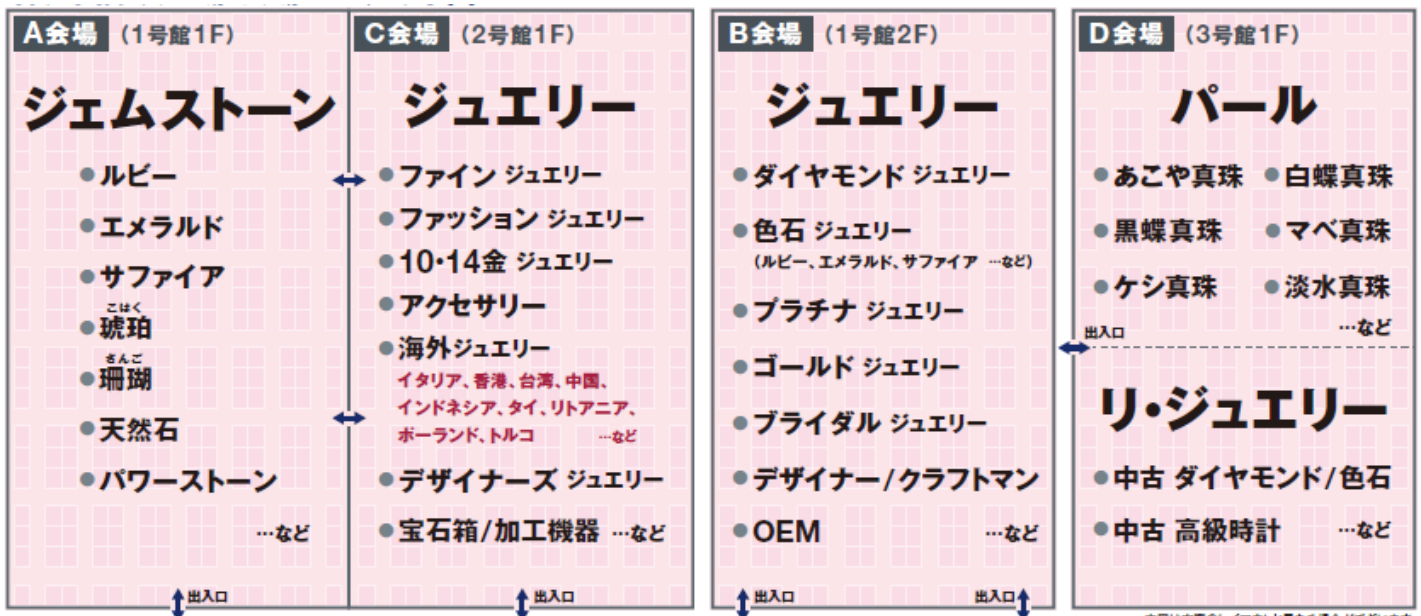 A会場 (1号館1F)
ジェムストーン
●ルビー
●エメラルド
●サファイア
こはく
●琥珀
さんご
●珊瑚
●天然石
●パワーストーン
…など
出入口
C会場 (2号館1F)
ジュエリー
●ファイン ジュエリー
●ファッション ジュエリー
●10・14金 ジュエリー
●アクセサリー
●海外ジュエリー
イタリア、香港、台湾、中国、
インドネシア、タイ、リトアニア、
ポーランド、トルコ …など
●デザイナーズ ジュエリー
●宝石箱/加工機器 …など
出入口
B会場 (1号館2F)
ジュエリー
●ダイヤモンド ジュエリー
●色石 ジュエリー
(ルビー、エメラルド、サファイア …など)
●プラチナ ジュエリー
●ゴールド ジュエリー
●ブライダル ジュエリー
●デザイナー/クラフトマン
●OEM …など
出入口 出入口
D会場 (3号館1F)
パール
●あこや真珠 ●白蝶真珠
●黒蝶真珠 ●マベ真珠
●ケシ真珠 ●淡水真珠
…など
出入口
リ・ジュエリー
●中古 ダイヤモンド/色石
●中古 高級時計 …など